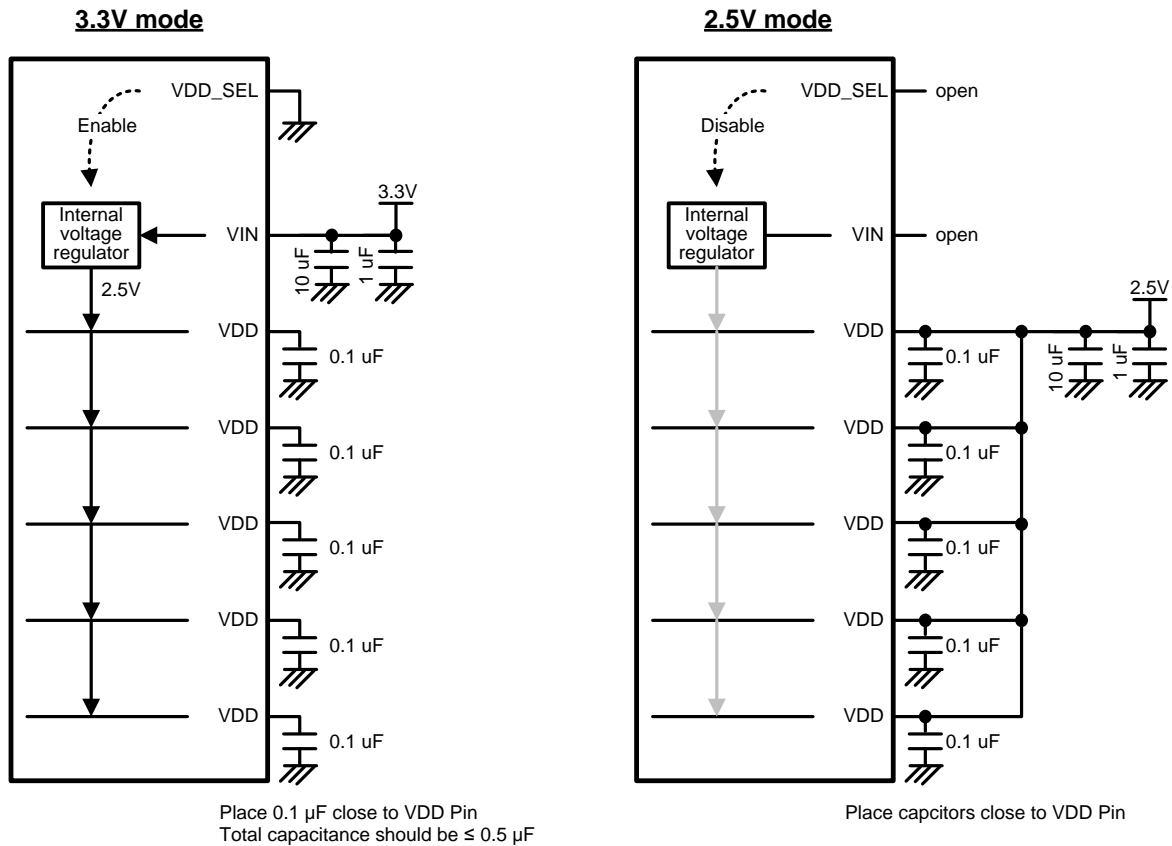 3.3V mode
VDD_SEL
Enable
3.3V
Internal
voltage
regulator
VIN
10 uF
1 uF
2.5V
VDD
0.1 uF
VDD
0.1 uF
VDD
0.1 uF
VDD
0.1 uF
VDD
0.1 uF
Place 0.1 µF close to VDD Pin
Total capacitance should be ≤ 0.5 µF
2.5V mode
VDD_SEL
open
Disable
Internal
voltage
regulator
VIN
open
2.5V
VDD
0.1 uF
10 uF
1 uF
VDD
0.1 uF
VDD
0.1 uF
VDD
0.1 uF
VDD
0.1 uF
Place capcitors close to VDD Pin